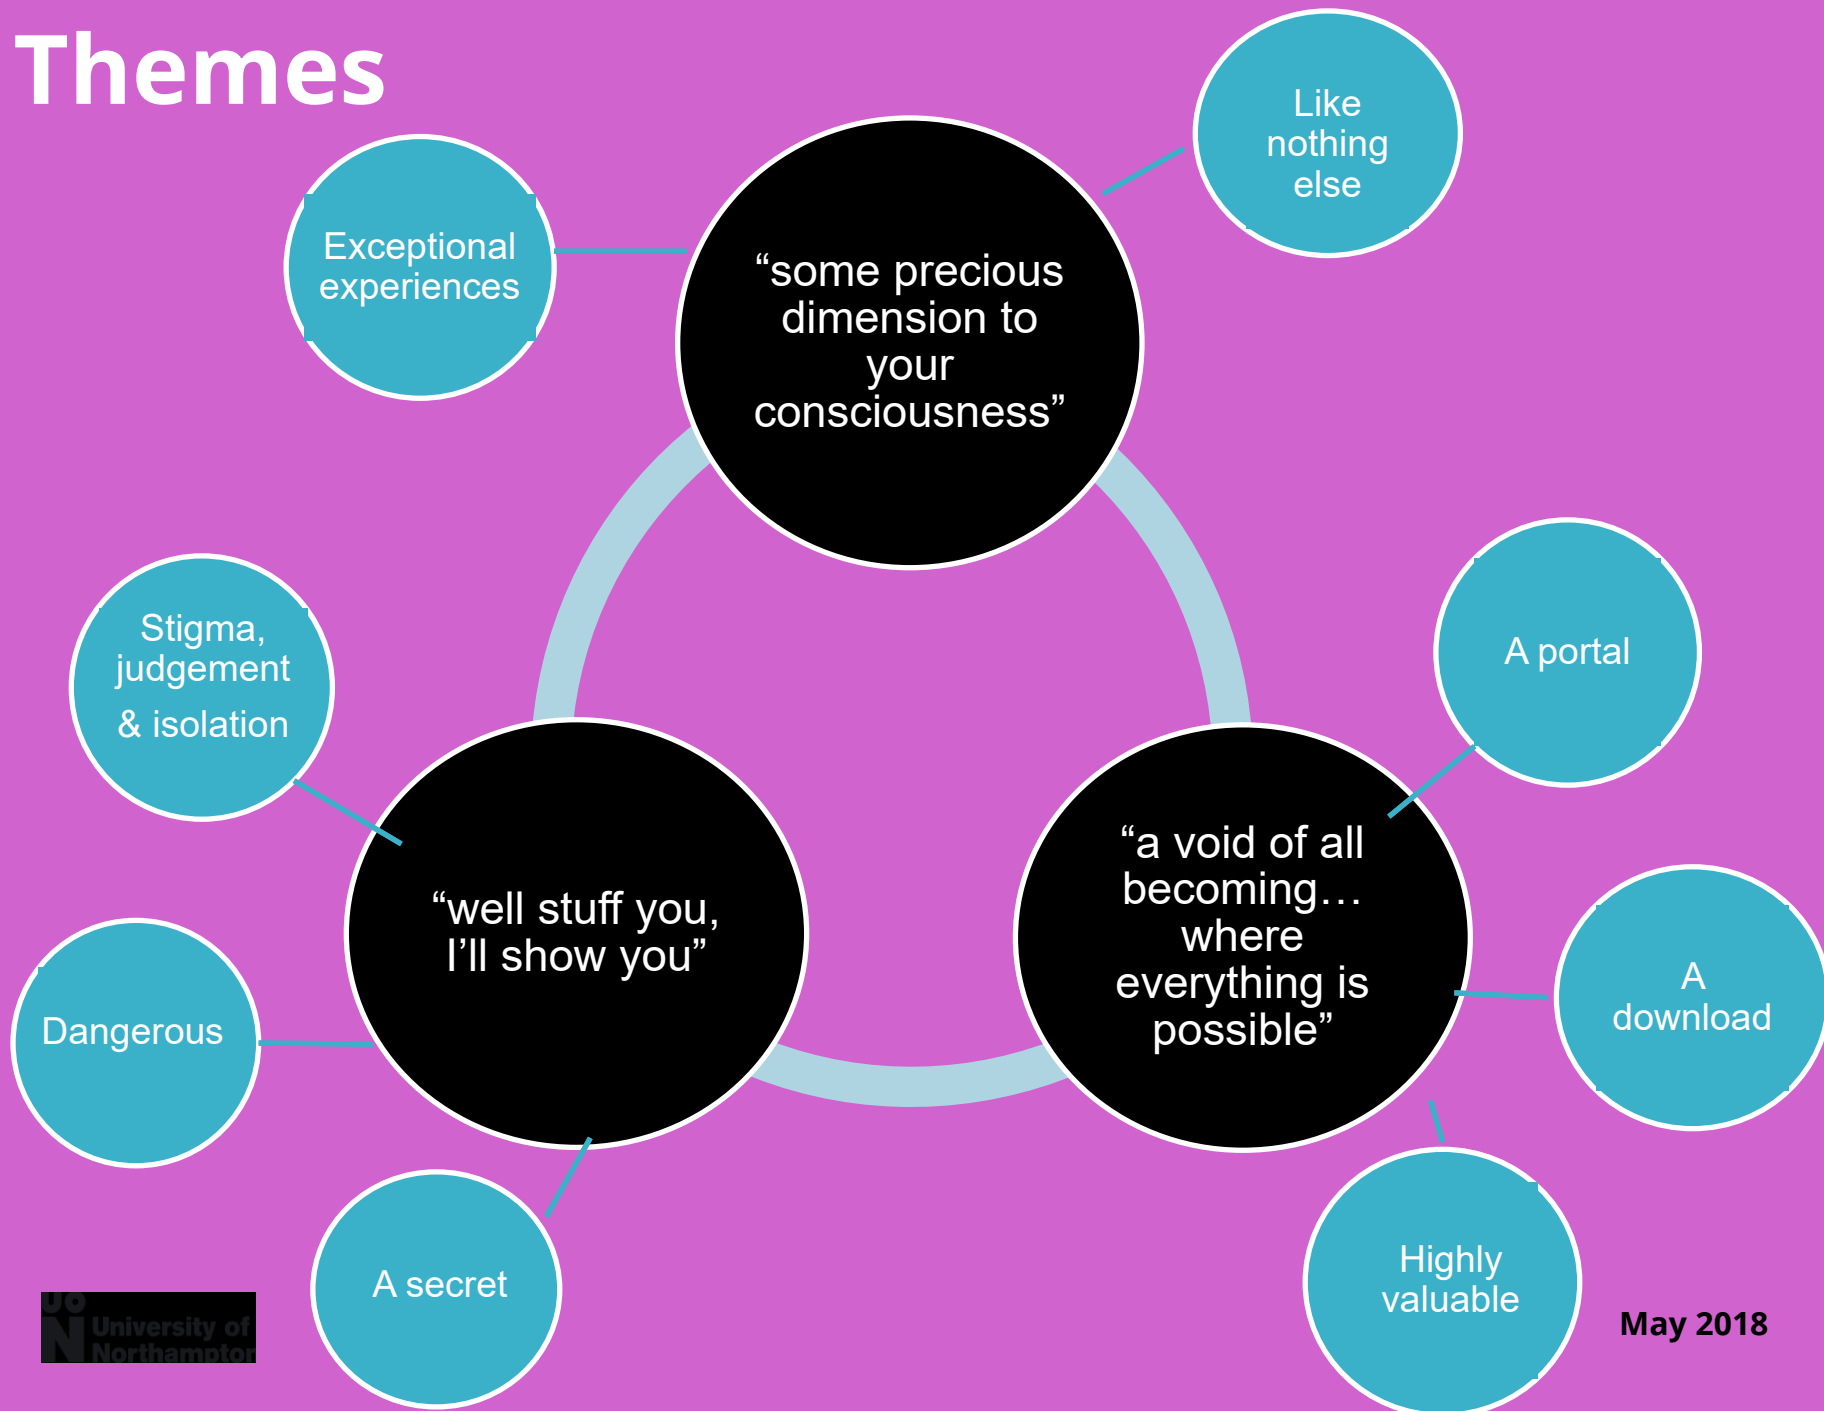 Themes
Like
nothing
else
Exceptional
experiences
“some precious
dimension to
your
consciousness”
Stigma,
judgement
& isolation
A portal
“well stuff you,
I’ll show you”
“a void of all
becoming…
where
everything is
possible”
Dangerous
A
download
A secret
Highly
valuable
UoN
University of
Northampton
May 2018